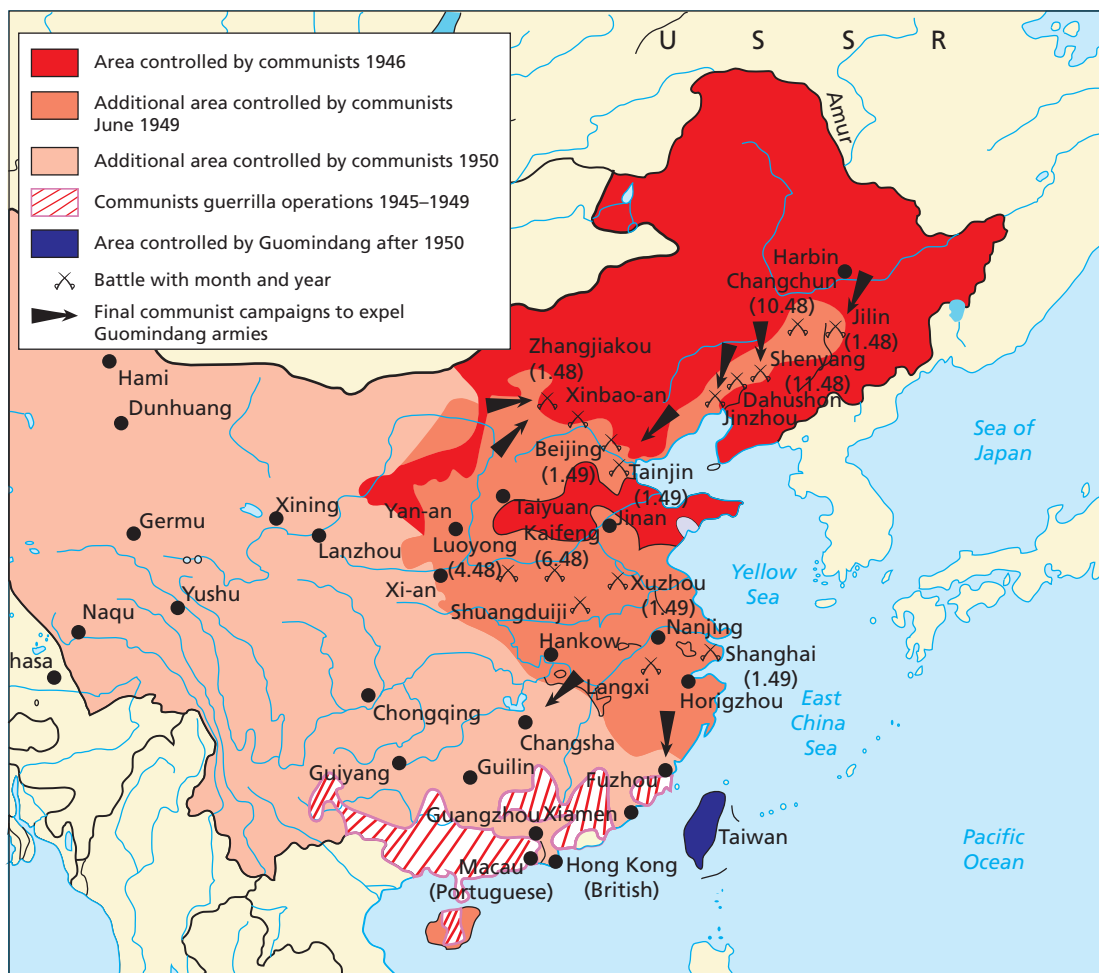 U S S R
Area controlled by communists 1946
Additional area controlled by communists
June 1949
Additional area controlled by communists 1950
Communists guerrilla operations 1945–1949
Area controlled by Guomindang after 1950
Battle with month and year
Final communist campaigns to expel
Guomindang armies
Amur
Harbin
Changchun
(10.48)
Jilin
(1.48)
Zhangjiakou
(1.48)
Shenyang
(11.48)
Hami
Xinbao-an
Dahushon
Dunhuang
Jinzhou
Sea of
Japan
Beijing
(1.49)
Tainjin
(1.49)
Xining
Yan-an
Taiyuan
Germu
Jinan
Lanzhou
Luoyong
(4.48)
Kaifeng
(6.48)
Xi-an
Xuzhou
(1.49)
Yellow
Sea
Yushu
Naqu
Shuangduiji
Nanjing
Hankow
Shanghai
(1.49)
hasa
Langxi
Horigzhou
East
China
Sea
Chongqing
Changsha
Guiyang
Guilin
Fuzhou
Guangzhou
Xiamen
Taiwan
Pacific
Ocean
Macau
(Portuguese)
Hong Kong
(British)